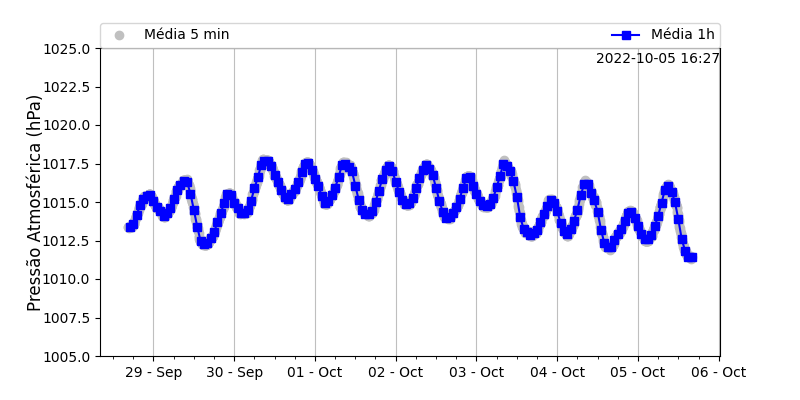 Média 5 min
Média 1h
2022-10-05 16:27
Pressão Atmosférica (hPa)
1025.0
1022.5
1020.0
1017.5
1015.0
1012.5
1010.0
1007.5
1005.0
29 - Sep
30 - Sep
01 - Oct
02 - Oct
03 - Oct
04 - Oct
05 - Oct
06 - Oct